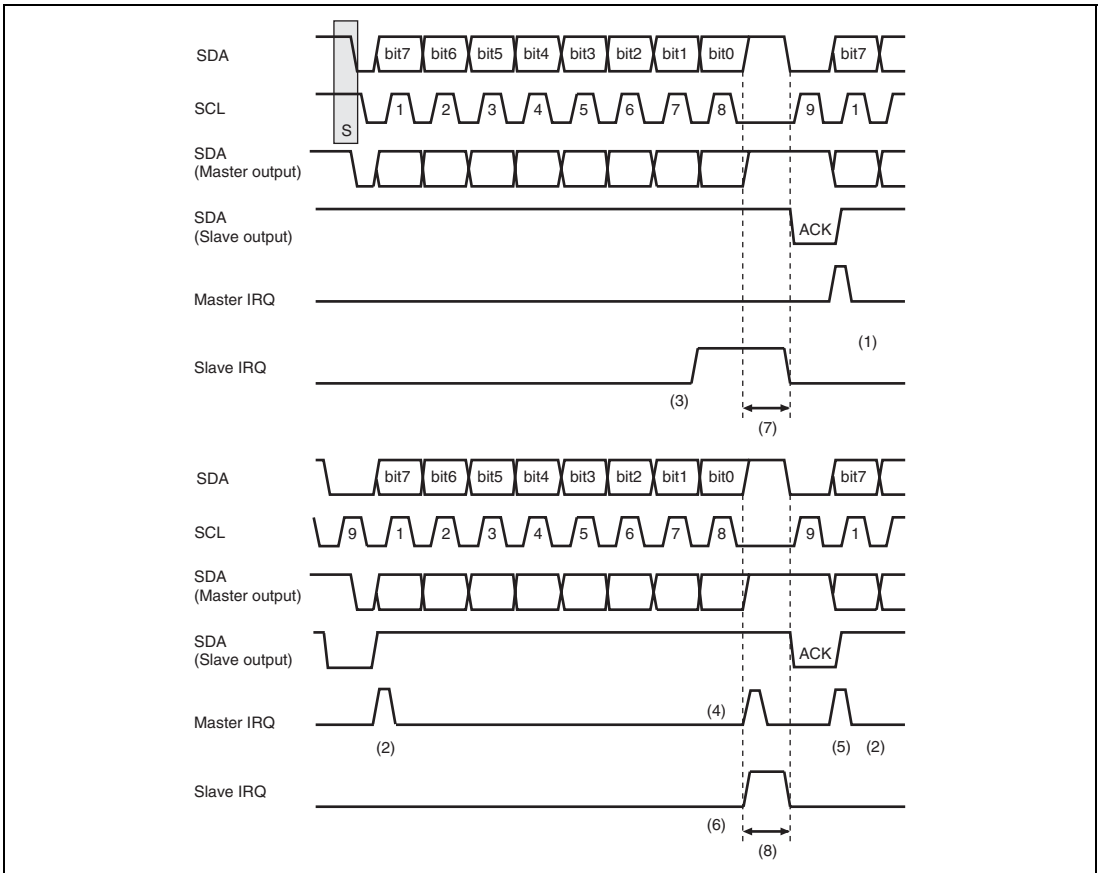 SDA bit7 bit6 bit5 bit4 bit3 bit2 bit1 bit0 bit7
SCL 1 2 3 4 5 6 7 8 9 1
S
SDA
(Master output)
SDA
(Slave output) ACK
Master IRQ
(1)
Slave IRQ
(3)
(7)
SDA bit7 bit6 bit5 bit4 bit3 bit2 bit1 bit0 bit7
SCL 9 1 2 3 4 5 6 7 8 9 1
SDA
(Master output)
SDA
(Slave output) ACK
Master IRQ (4)
(2) (5) (2)
Slave IRQ
(6)
(8)